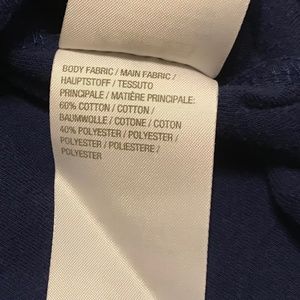 BODY FABRIC / MAIN FABRIC /
HAUPTSTOFF / TESSUTO
PRINCIPALE / MATIÈRE PRINCIPALE:
60% COTTON / COTTON /
BAUMWOLLE / COTONE / COTON
40% POLYESTER / POLYESTER /
POLYESTER / POLIESTERE /
POLYESTER